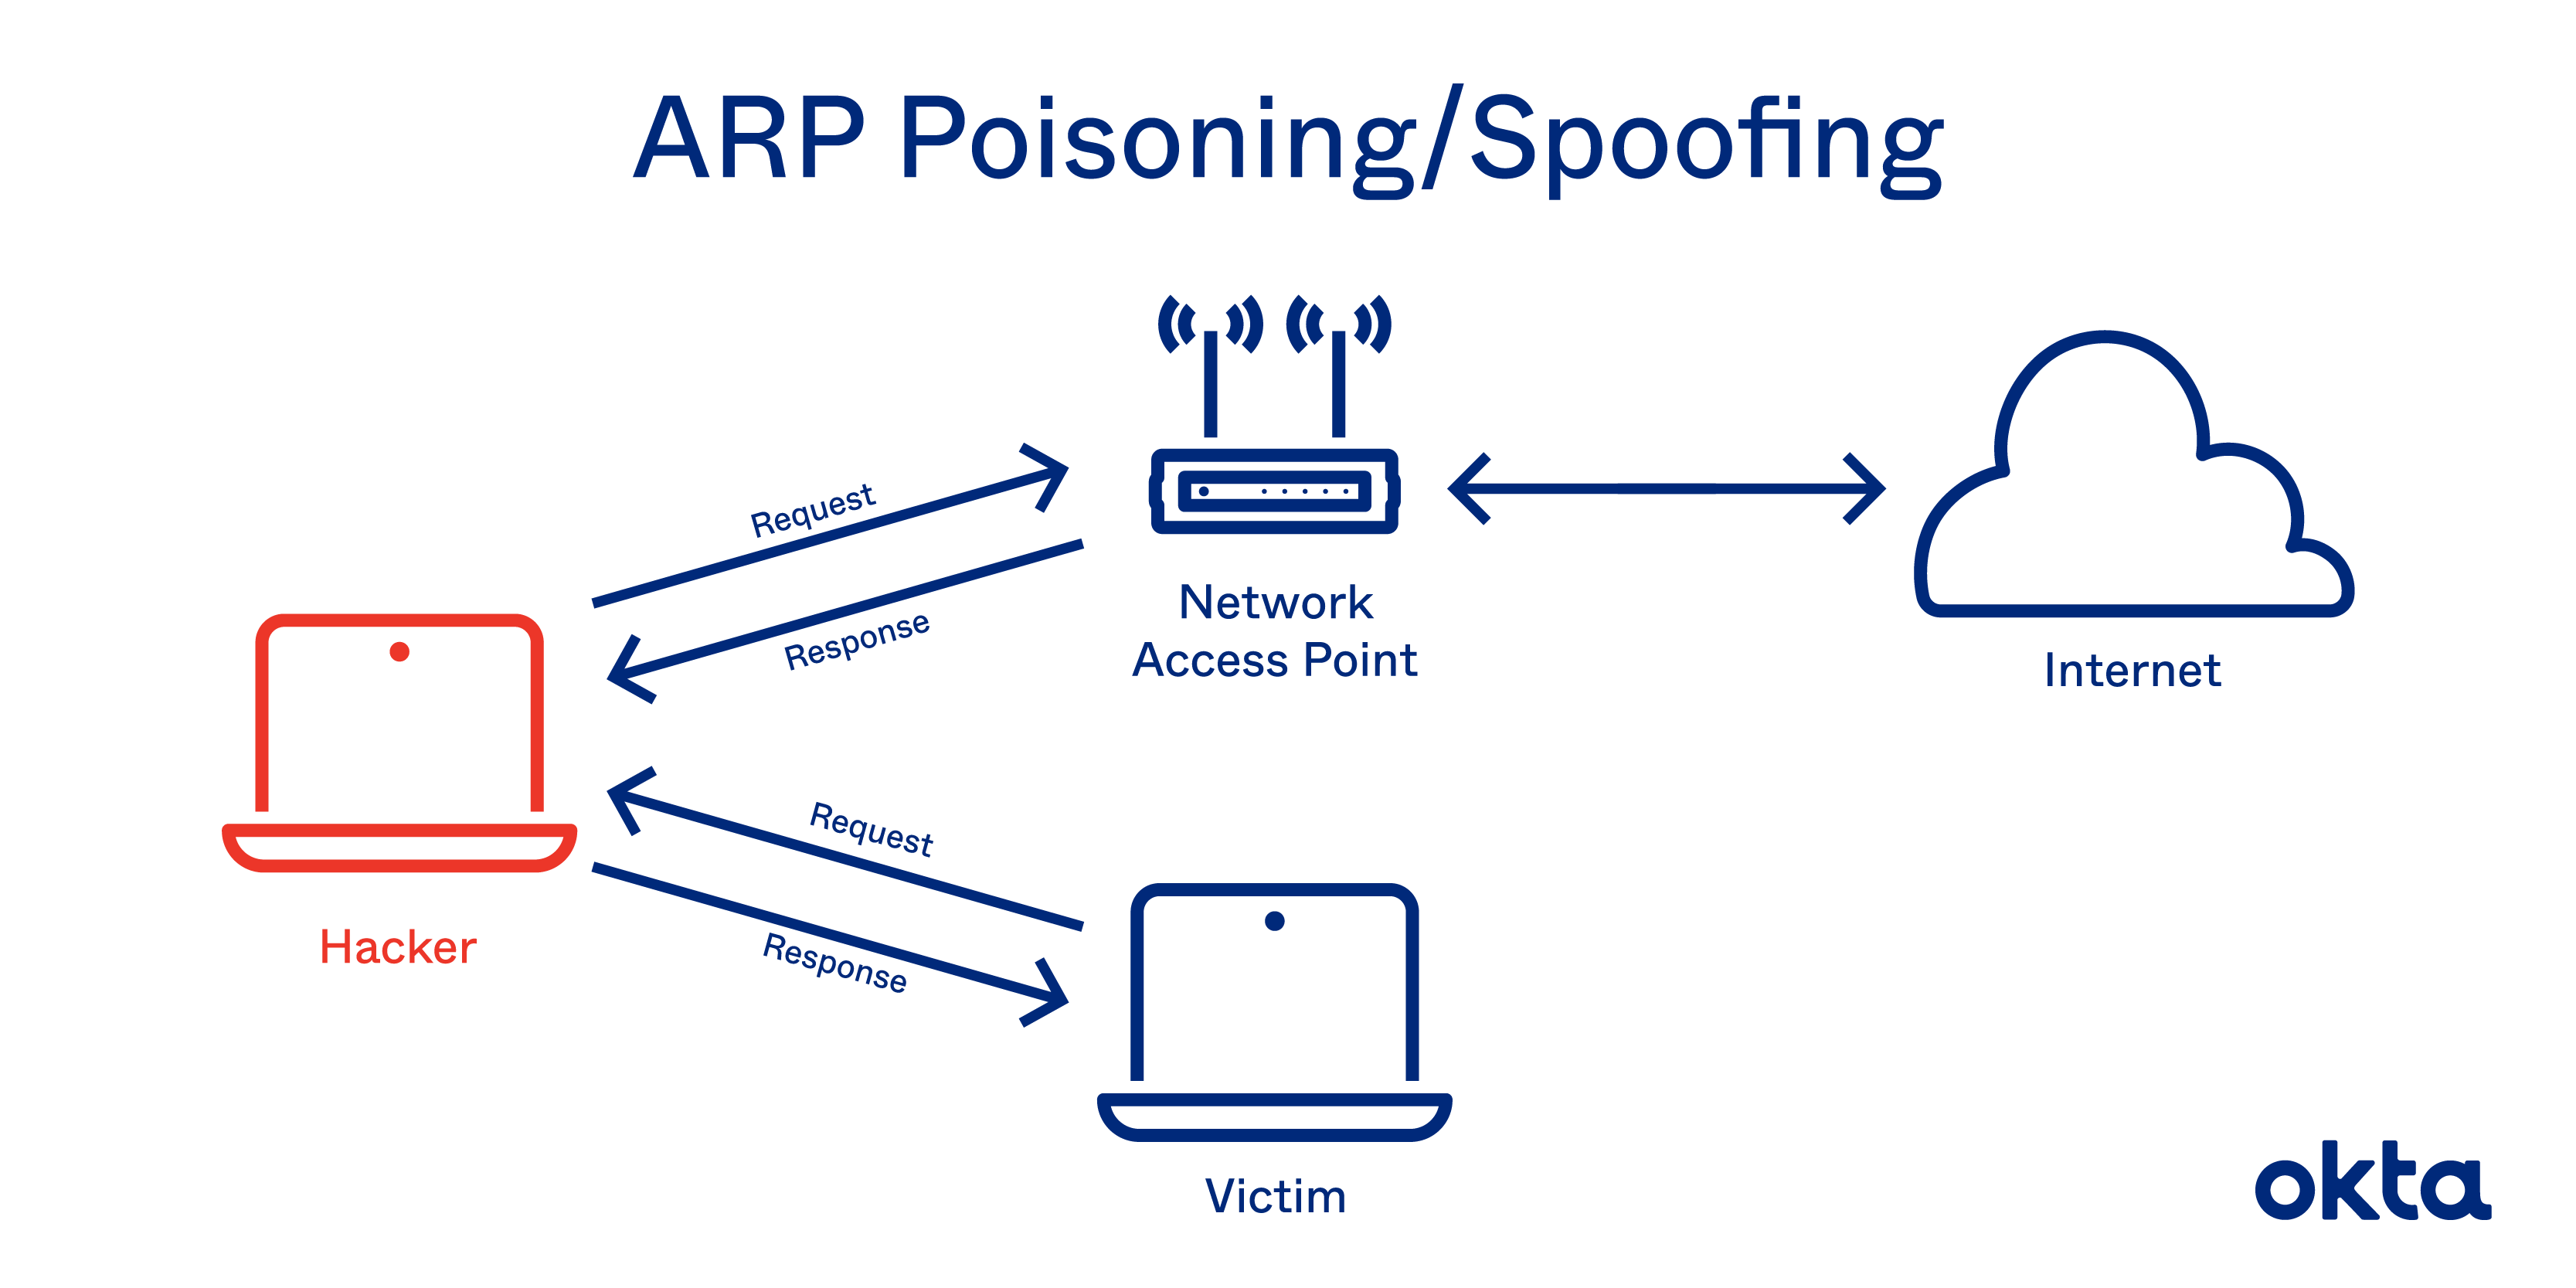 ARP Poisoning/Spoofing
Request
Response
Network
Access Point
Internet
Hacker
Request
Response
Victim
okta